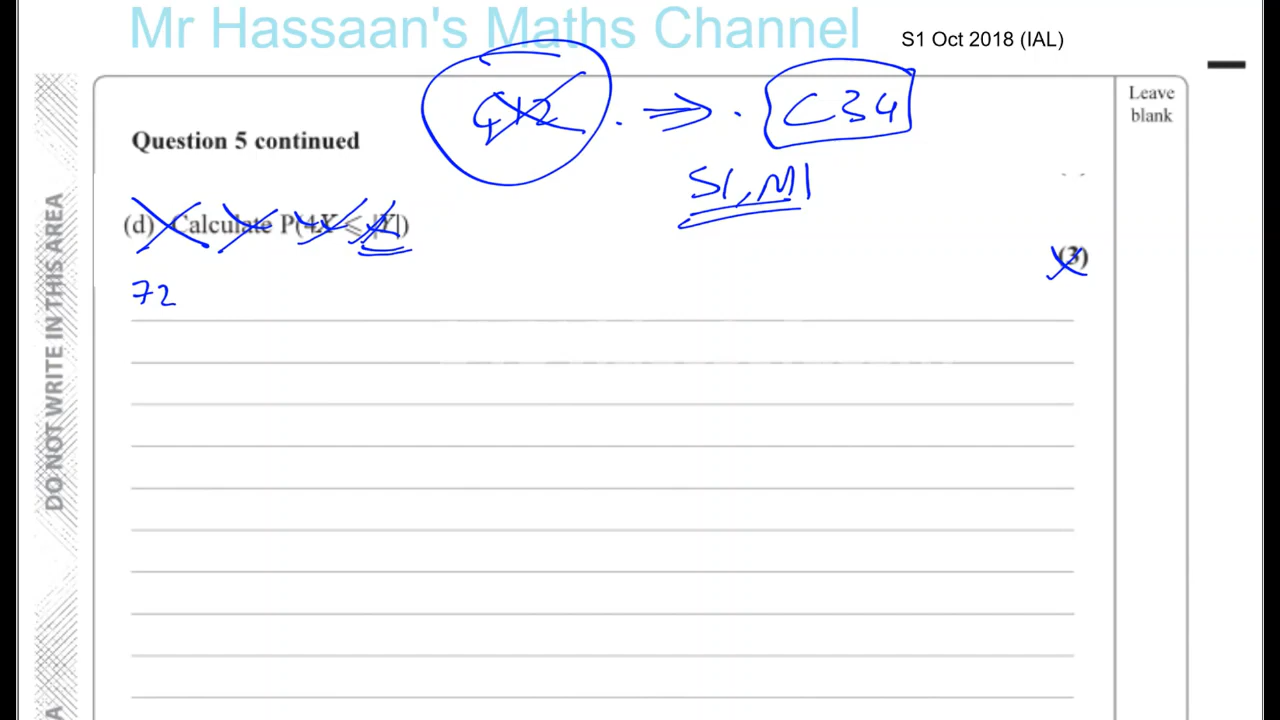 Mr Hassaan's Maths Channel
S1 Oct 2018 (IAL)
Leave
blank
C12 . ⇒ . C34
Question 5 continued
S1, M1
(d) Calculate P(4X ⩽ |Y|)
(3)
72
DO NOT WRITE IN THIS AREA